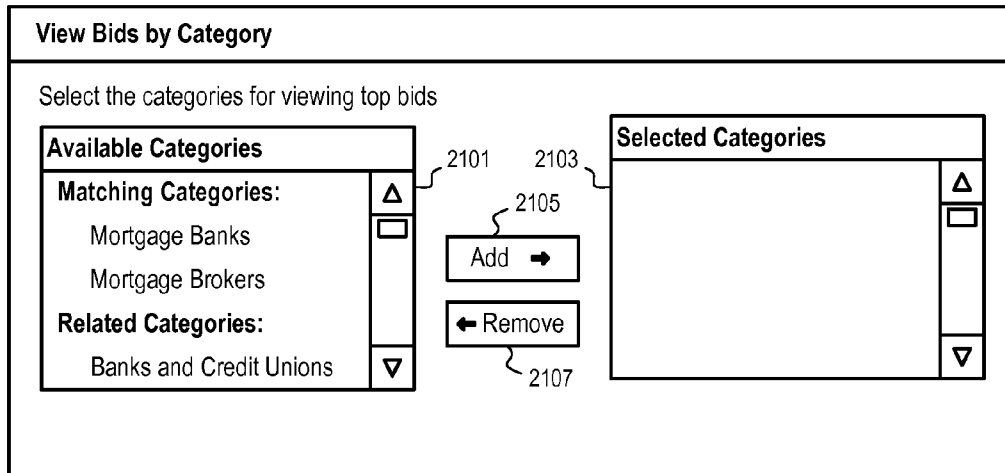 View Bids by Category
Select the categories for viewing top bids
Available Categories
Matching Categories:
Mortgage Banks
Mortgage Brokers
Related Categories:
Banks and Credit Unions
2101
2103
2105
Add
Remove
2107
Selected Categories